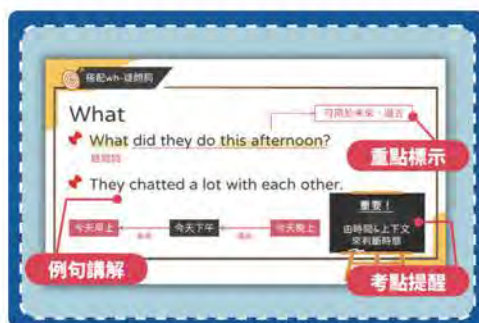 搭配wh-疑問詞
What
可用於未來、過去
What did they do this afternoon?
疑問詞
重點標示
They chatted a lot with each other.
今天早上
今天下午
今天晚上
重要！
由時間&上下文
來判斷時態
例句講解
考點提醒